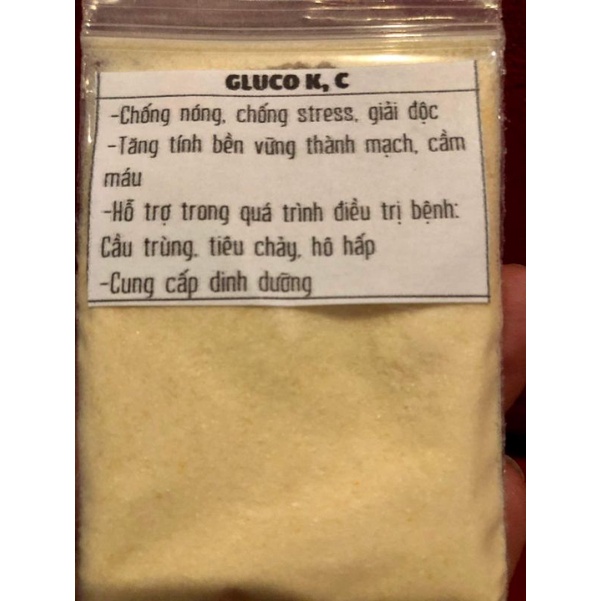 GLUCO K, C
-Chống nóng, chống stress, giải độc
-Tăng tính bền vững thành mạch, cầm
máu
-Hỗ trợ trong quá trình điều trị bệnh:
Cầu trùng, tiêu chảy, hô hấp
-Cung cấp dinh dưỡng